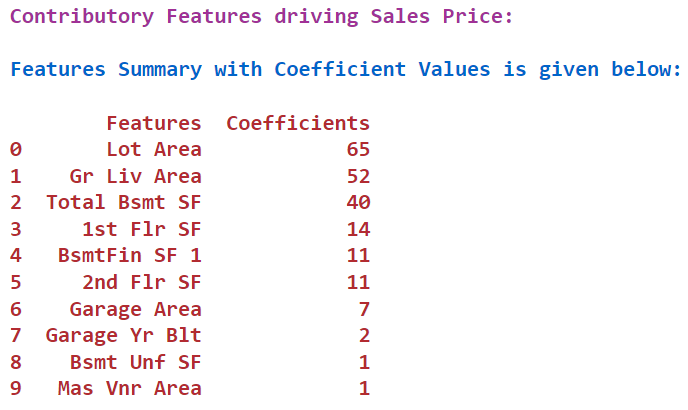 Contributory Features driving Sales Price:
Features Summary with Coefficient Values is given below:
Features Coefficients
0 Lot Area 65
1 Gr Liv Area 52
2 Total Bsmt SF 40
3 1st Flr SF 14
4 BsmtFin SF 1 11
5 2nd Flr SF 11
6 Garage Area 7
7 Garage Yr Blt 2
8 Bsmt Unf SF 1
9 Mas Vnr Area 1